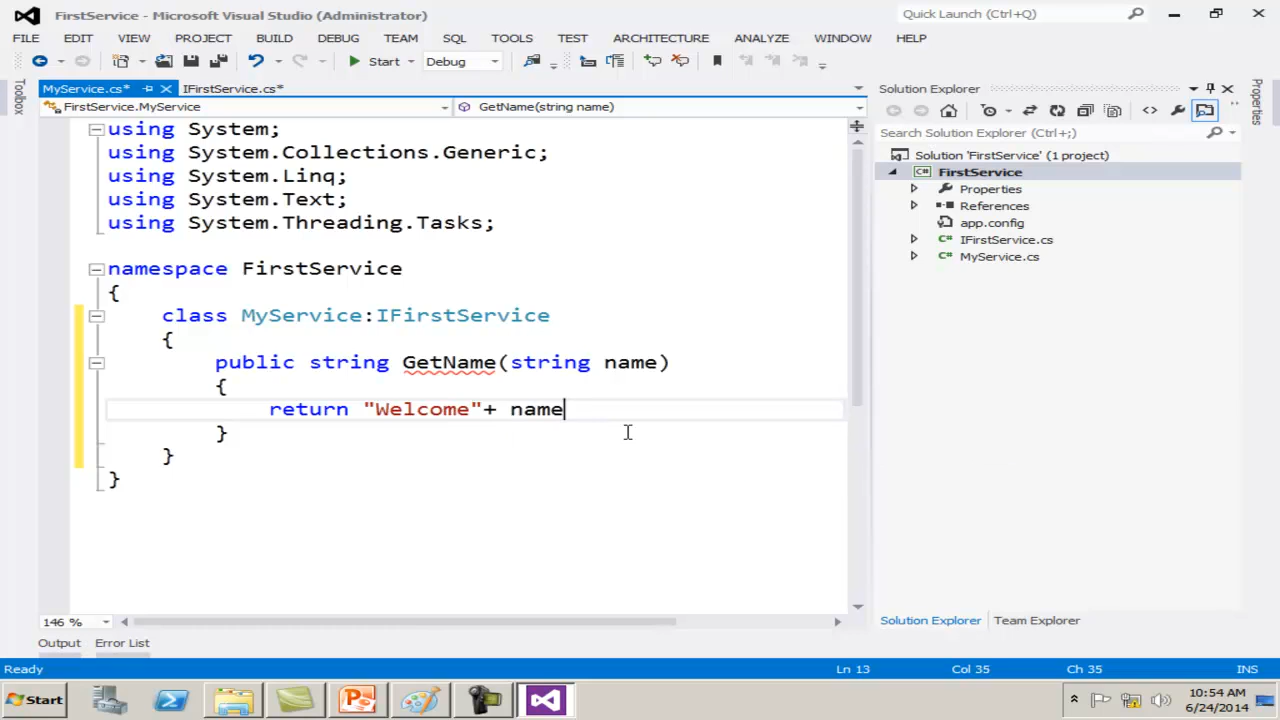 FirstService - Microsoft Visual Studio (Administrator)
Quick Launch (Ctrl+Q)
FILE EDIT VIEW PROJECT BUILD DEBUG TEAM SQL TOOLS TEST ARCHITECTURE ANALYZE WINDOW HELP
Start Debug
Toolbox
MyService.cs* IFirstService.cs*
FirstService.MyService GetName(string name)
using System;
using System.Collections.Generic;
using System.Linq;
using System.Text;
using System.Threading.Tasks;
namespace FirstService
{
class MyService:IFirstService
{
public string GetName(string name)
{
return "Welcome"+ name
}
}
}
146 %
Output Error List
Solution Explorer
Search Solution Explorer (Ctrl+;)
Solution 'FirstService' (1 project)
C# FirstService
Properties
References
app.config
C# IFirstService.cs
C# MyService.cs
Solution Explorer Team Explorer
Properties
Ready Ln 13 Col 35 Ch 35 INS
Start
10:54 AM
6/24/2014